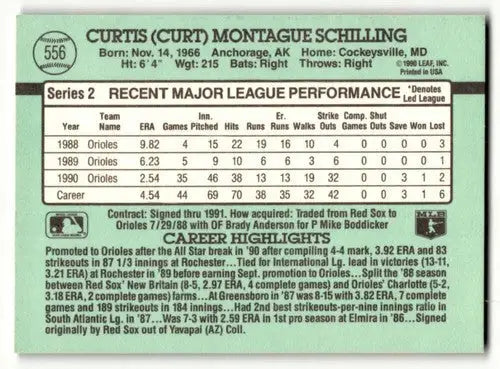 556
CURTIS (CURT) MONTAGUE SCHILLING
Born: Nov. 14, 1966 Anchorage, AK Home: Cockeysville, MD
Ht: 6'4" Wgt: 215 Bats: Right Throws: Right
©1990 LEAF, INC.
Printed in USA
Series 2 RECENT MAJOR LEAGUE PERFORMANCE *Denotes Led League
Year Team Name ERA Games Inn. Pitched Hits Runs Er. Runs Walks Strike Outs Comp. Games Shut Outs Save Won Lost
1988 Orioles 9.82 4 15 22 19 16 10 4 0 0 0 0 3
1989 Orioles 6.23 5 9 10 6 6 3 6 0 0 0 0 1
1990 Orioles 2.54 35 46 38 13 13 19 32 0 0 3 1 2
Career 4.54 44 69 70 38 35 32 42 0 0 3 1 6
Contract: Signed thru 1991. How acquired: Traded from Red Sox to
Orioles 7/29/88 with OF Brady Anderson for P Mike Boddicker
CAREER HIGHLIGHTS
Promoted to Orioles after the All Star break in '90 after compiling 4-4 mark, 3.92 ERA and 83
strikeouts in 87 1/3 innings at Rochester...Tied for International Lg. lead in victories (13-11,
3.21 ERA) at Rochester in '89 before earning Sept. promotion to Orioles...Split the '88 season
between Red Sox' New Britain (8-5, 2.97 ERA, 4 complete games) and Orioles' Charlotte (5-2,
3.18 ERA, 2 complete games) farms...At Greensboro in '87 was 8-15 with 3.82 ERA, 7 complete
games and 189 strikeouts in 184 innings...Had 2nd best strikeouts-per-nine innings ratio in
South Atlantic Lg. in '87...Was 7-3 with 2.59 ERA in 1st pro season at Elmira in '86...Signed
originally by Red Sox out of Yavapai (AZ) Coll.